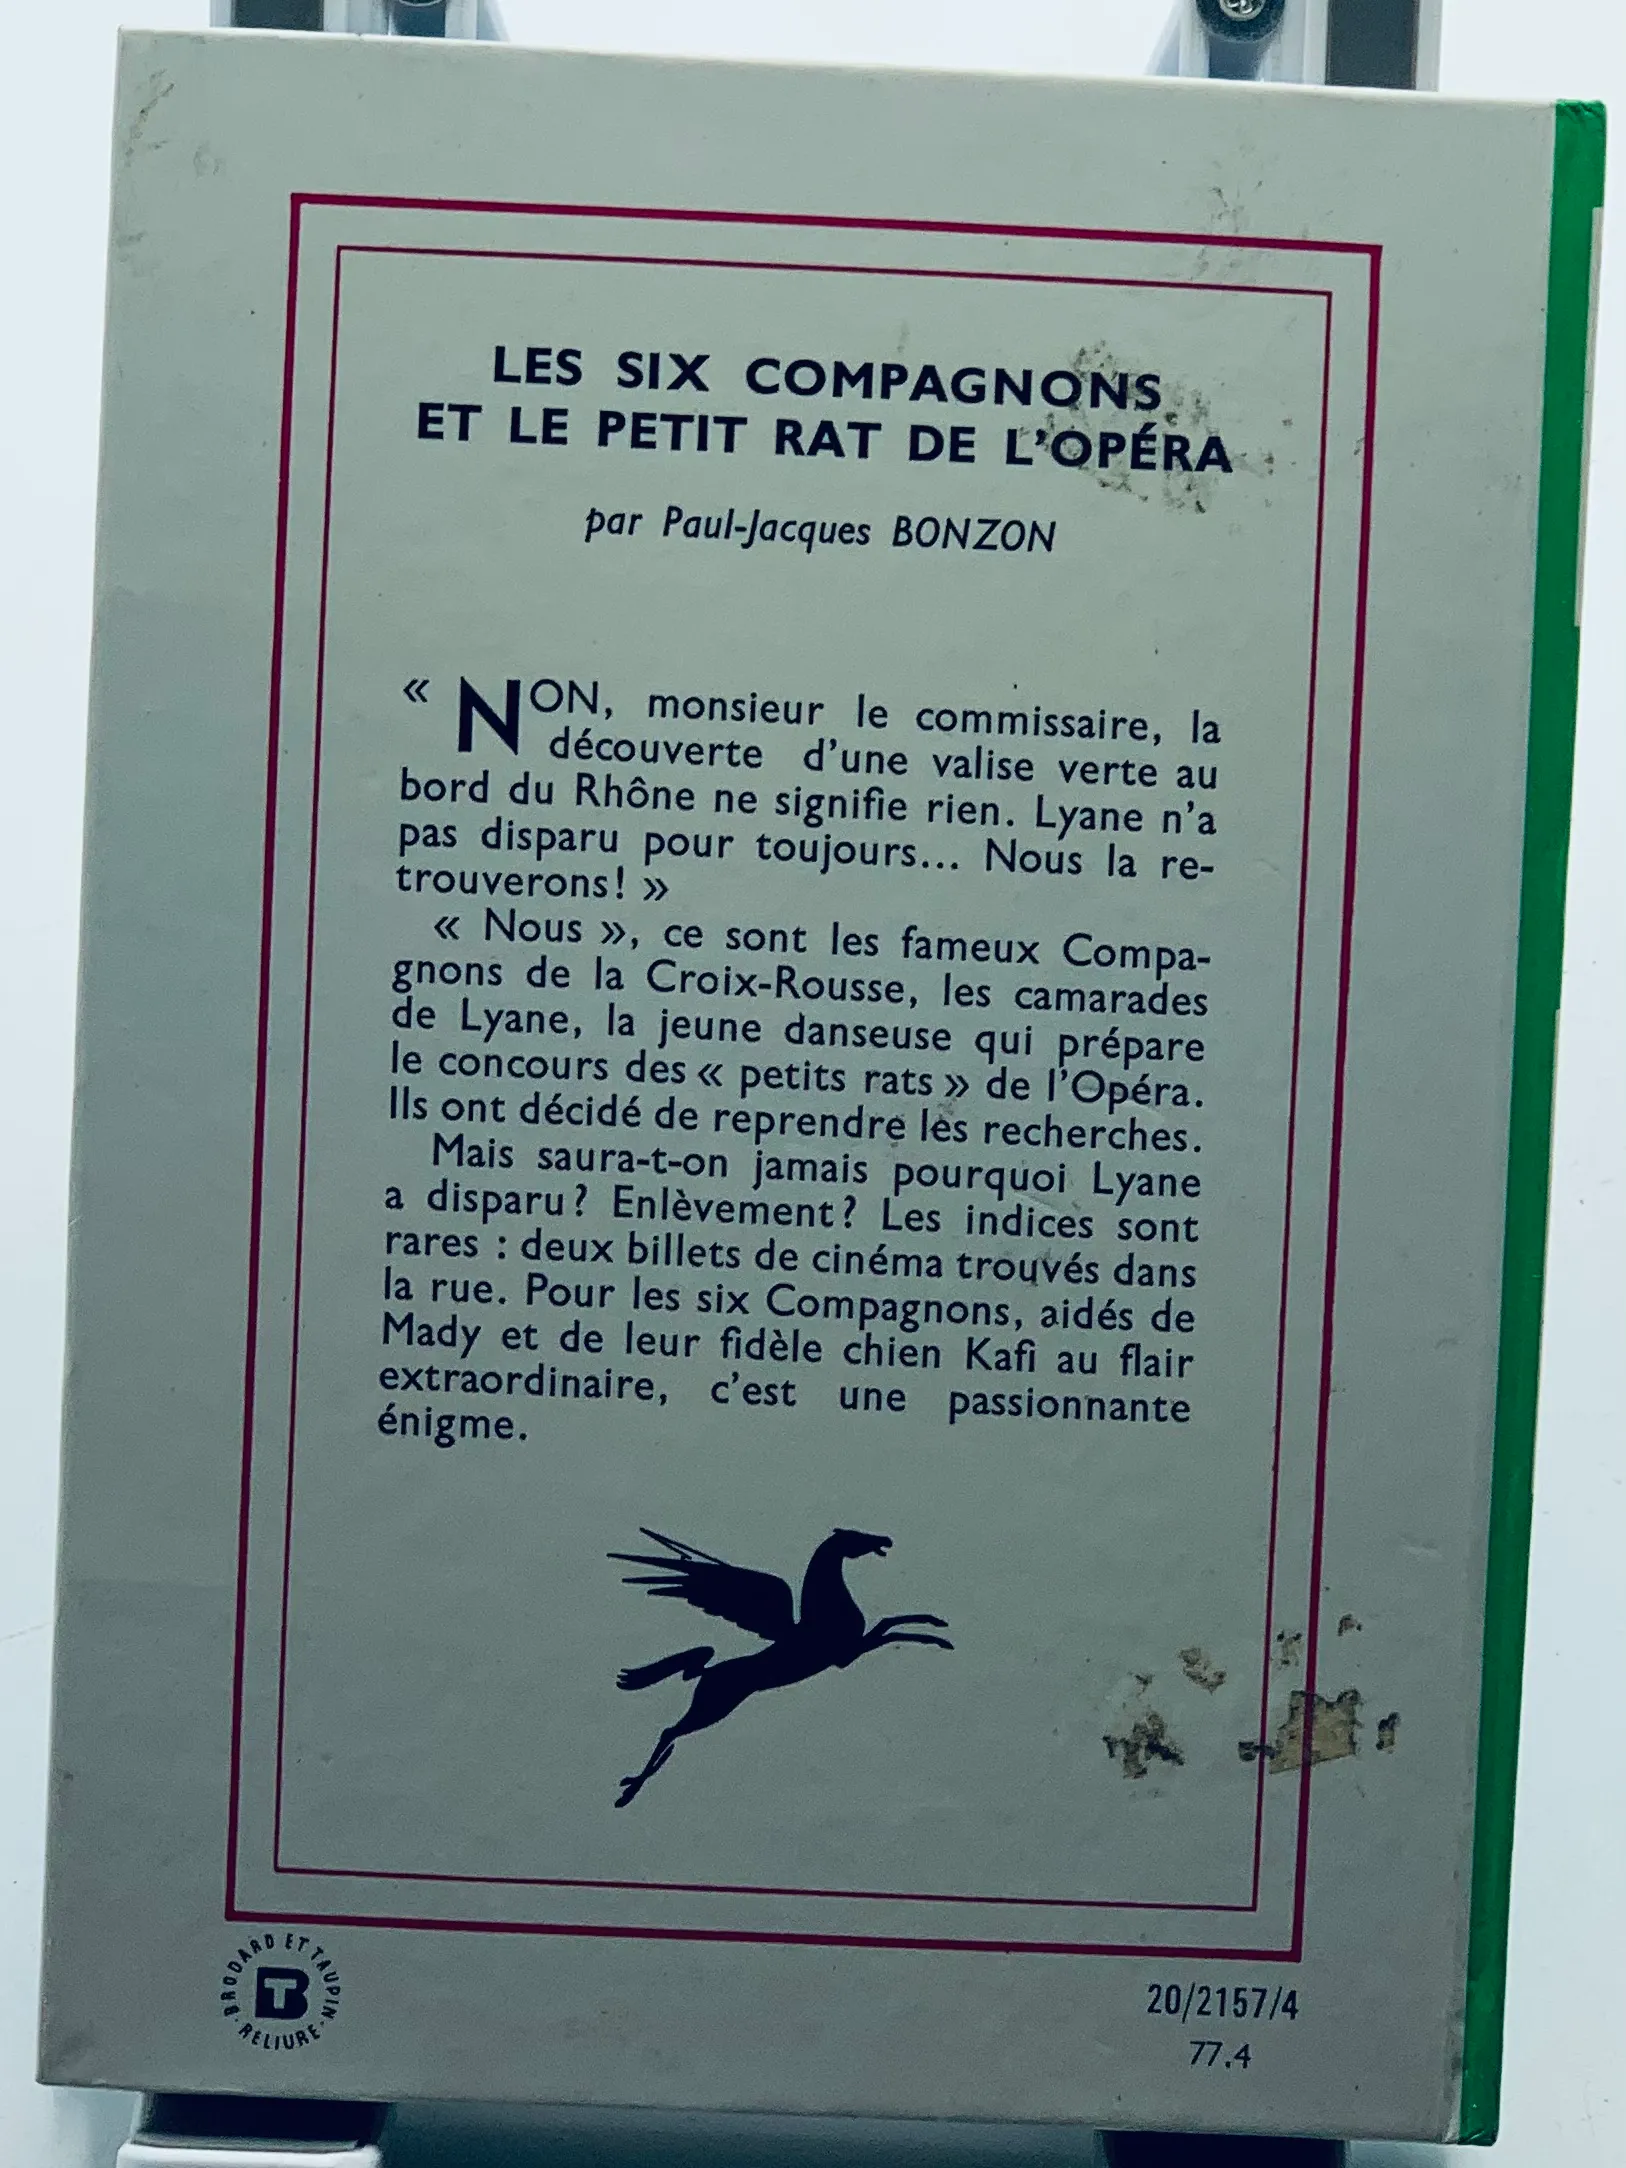 LES SIX COMPAGNONS
ET LE PETIT RAT DE L'OPÉRA
par Paul-Jacques BONZON
« NON, monsieur le commissaire, la
découverte d'une valise verte au
bord du Rhône ne signifie rien. Lyane n'a
pas disparu pour toujours... Nous la re-
trouverons! »
« Nous », ce sont les fameux Compa-
gnons de la Croix-Rousse, les camarades
de Lyane, la jeune danseuse qui prépare
le concours des « petits rats » de l'Opéra.
Ils ont décidé de reprendre les recherches.
Mais saura-t-on jamais pourquoi Lyane
a disparu? Enlèvement? Les indices sont
rares : deux billets de cinéma trouvés dans
la rue. Pour les six Compagnons, aidés de
Mady et de leur fidèle chien Kafi au flair
extraordinaire, c'est une passionnante
énigme.
BRODARD ET TAUPIN
BT
RELIURE
20/2157/4
77.4